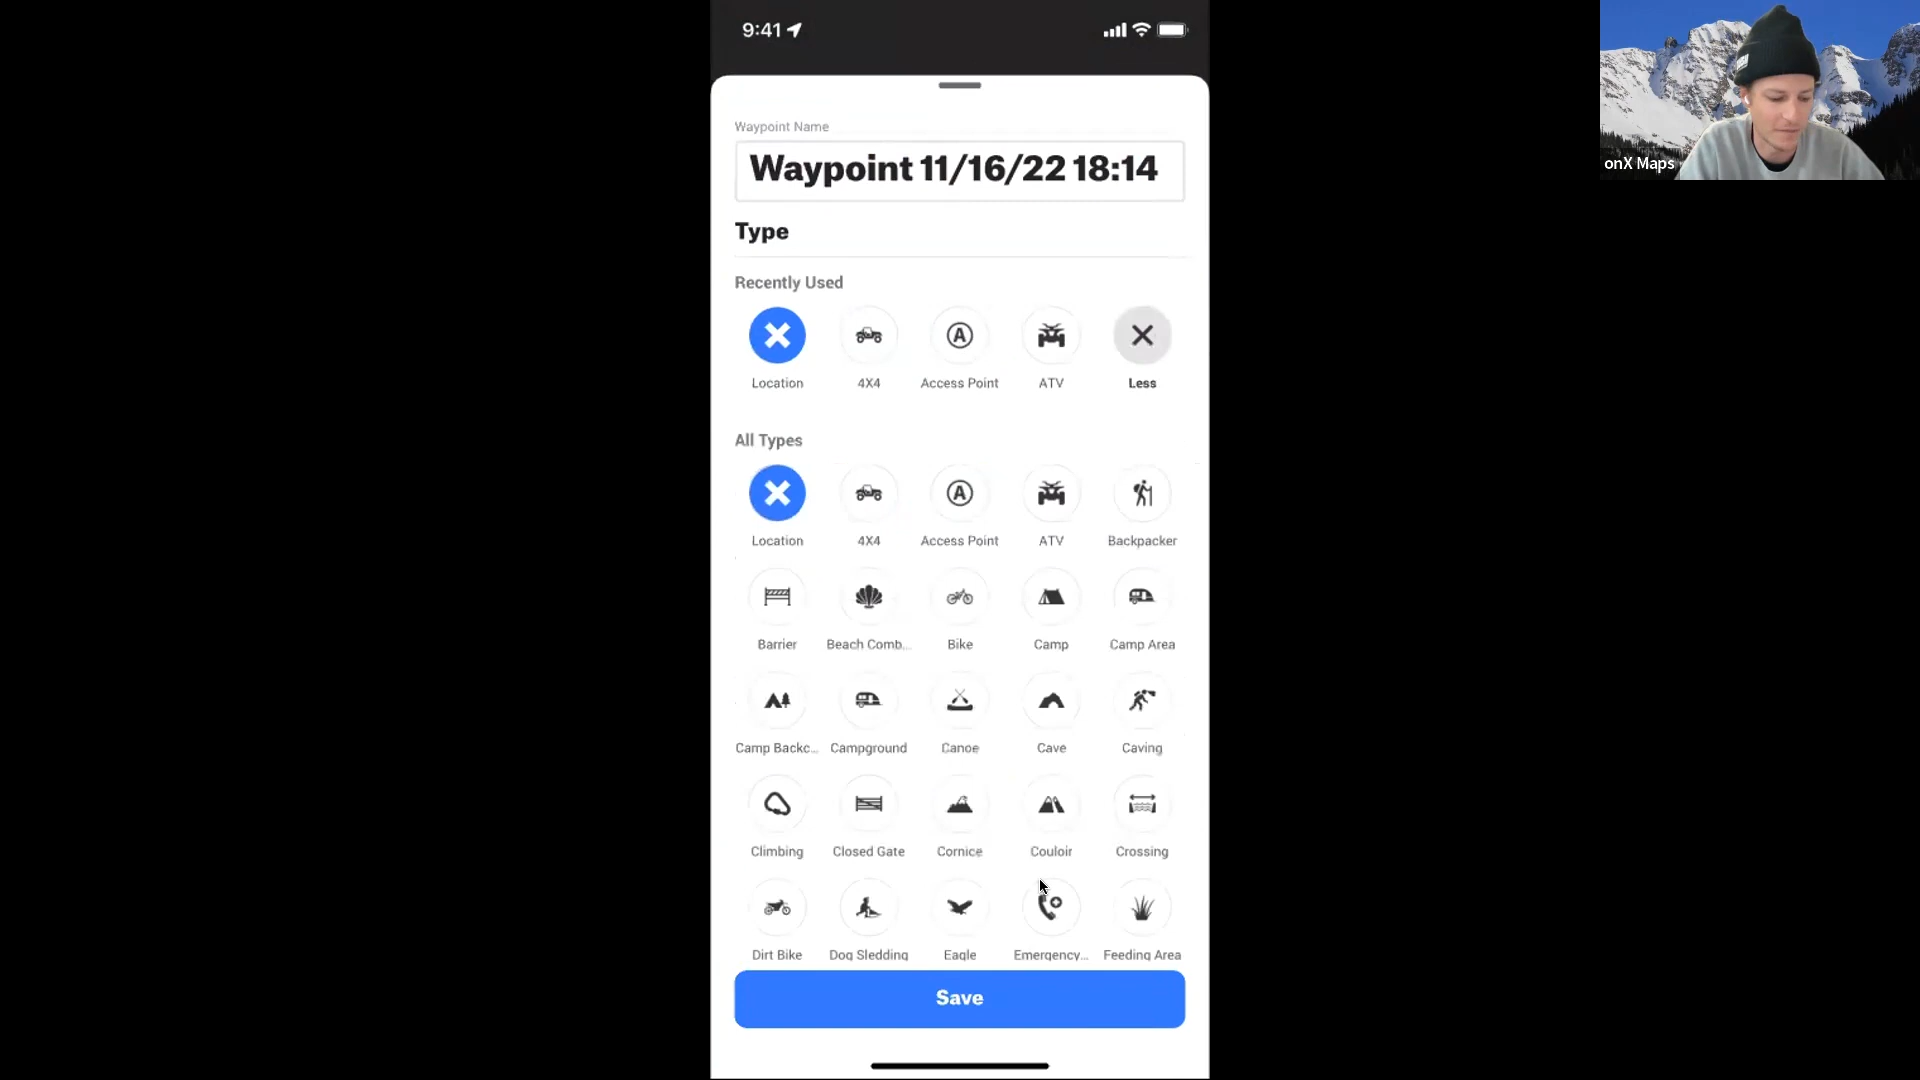 9:41
onX Maps
Waypoint Name
Waypoint 11/16/22 18:14
Type
Recently Used
Location 4X4 Access Point ATV Less
All Types
Location 4X4 Access Point ATV Backpacker
Barrier Beach Comb... Bike Camp Camp Area
Camp Backc... Campground Canoe Cave Caving
Climbing Closed Gate Cornice Couloir Crossing
Dirt Bike Dog Sledding Eagle Emergency... Feeding Area
Save